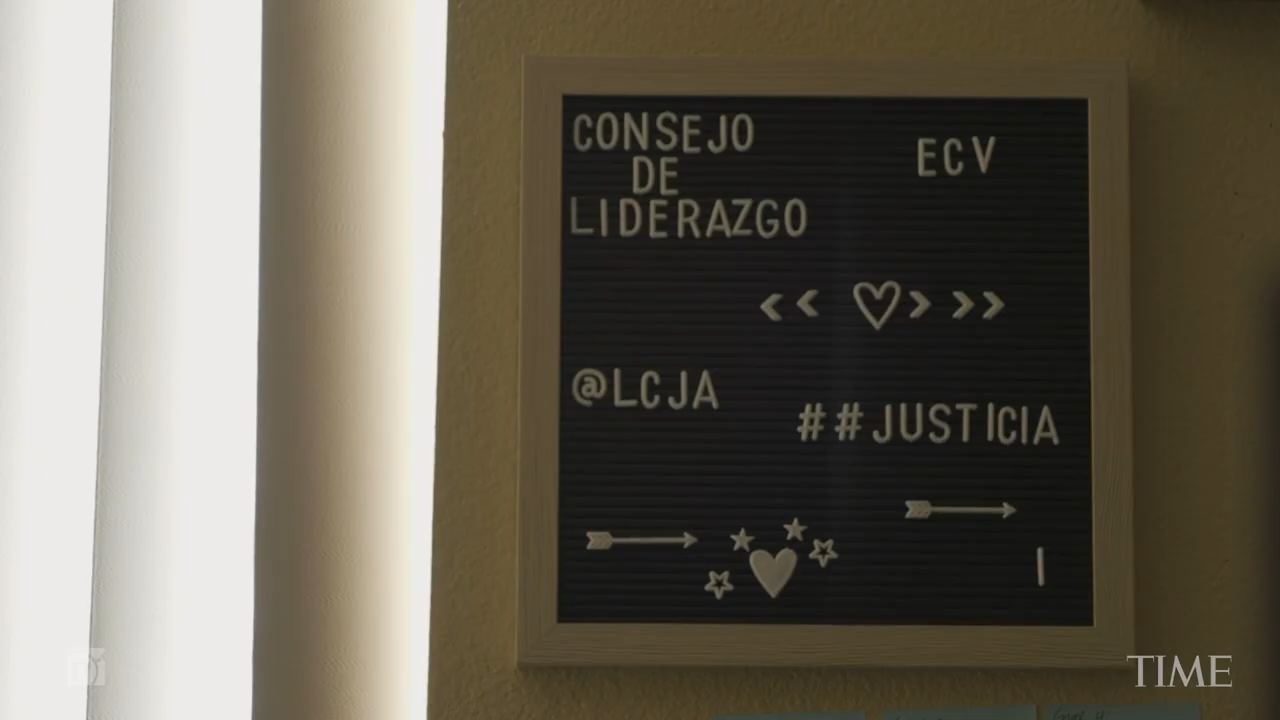 CONSEJO
DE
LIDERAZGO
ECV
@LCJA
##JUSTICIA
TIME